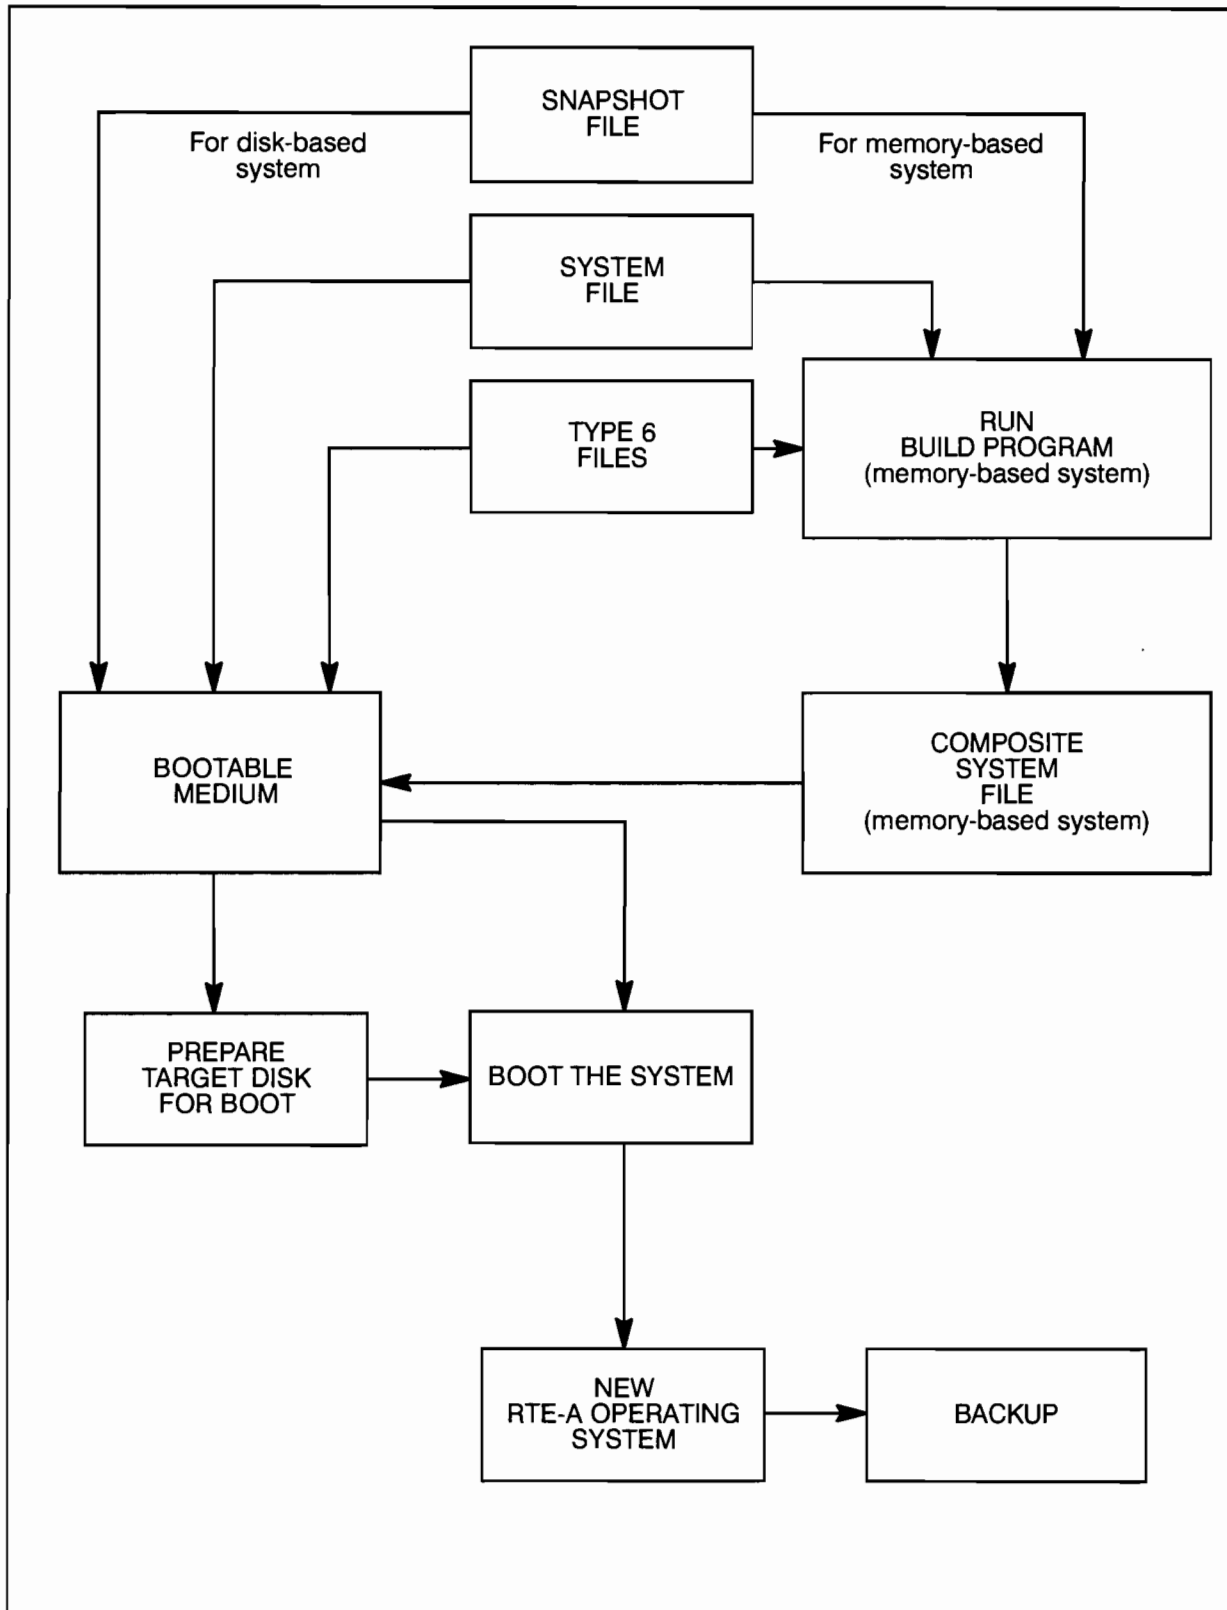 SNAPSHOT
FILE
For disk-based
system
For memory-based
system
SYSTEM
FILE
TYPE 6
FILES
RUN
BUILD PROGRAM
(memory-based system)
BOOTABLE
MEDIUM
COMPOSITE
SYSTEM
FILE
(memory-based system)
PREPARE
TARGET DISK
FOR BOOT
BOOT THE SYSTEM
NEW
RTE-A OPERATING
SYSTEM
BACKUP